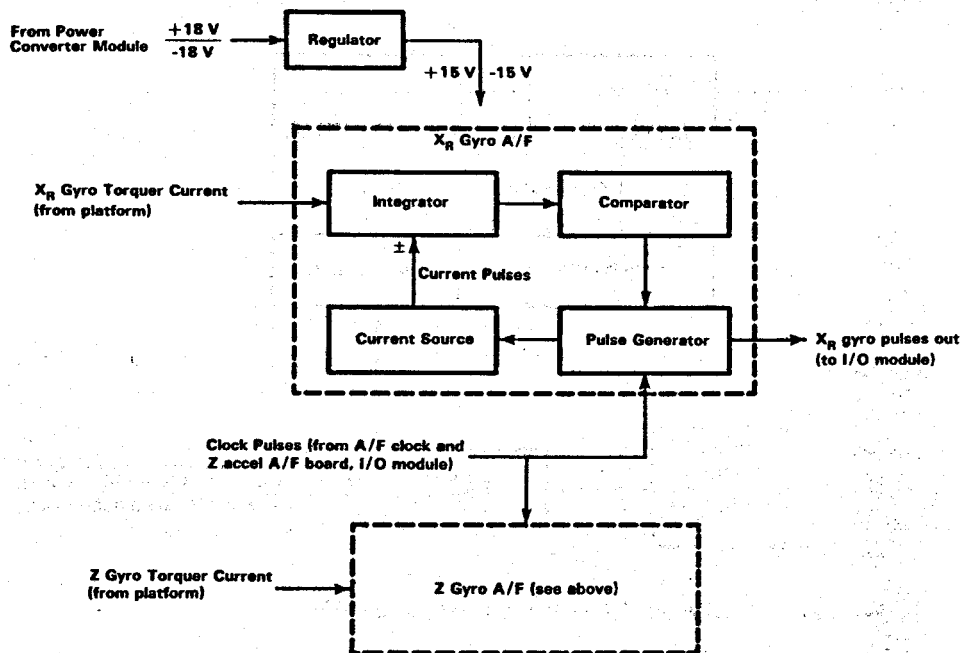 From Power
Converter Module
+18 V
-18 V
Regulator
+15 V
-15 V
X_R Gyro A/F
X_R Gyro Torquer Current
(from platform)
Integrator
Comparator
±
Current Pulses
Current Source
Pulse Generator
X_R gyro pulses out
(to I/O module)
Clock Pulses (from A/F clock and
Z accel A/F board, I/O module)
Z Gyro Torquer Current
(from platform)
Z Gyro A/F (see above)